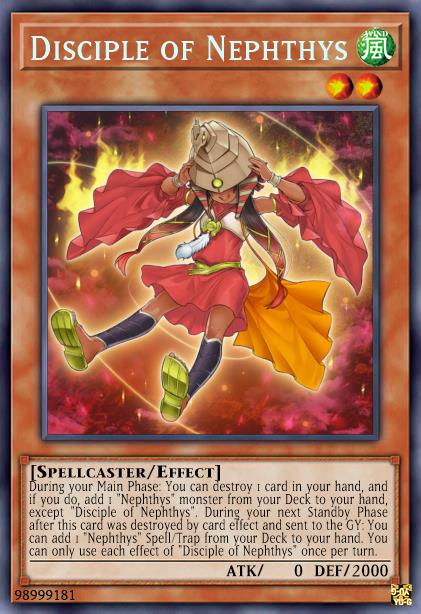 DISCIPLE OF NEPHTHYS
WIND
風
[SPELLCASTER/EFFECT]
During your Main Phase: You can destroy 1 card in your hand, and
if you do, add 1 "Nephthys" monster from your Deck to your hand,
except "Disciple of Nephthys". During your next Standby Phase
after this card was destroyed by card effect and sent to the GY: You
can add 1 "Nephthys" Spell/Trap from your Deck to your hand. You
can only use each effect of "Disciple of Nephthys" once per turn.
ATK/ 0 DEF/2000
98999181